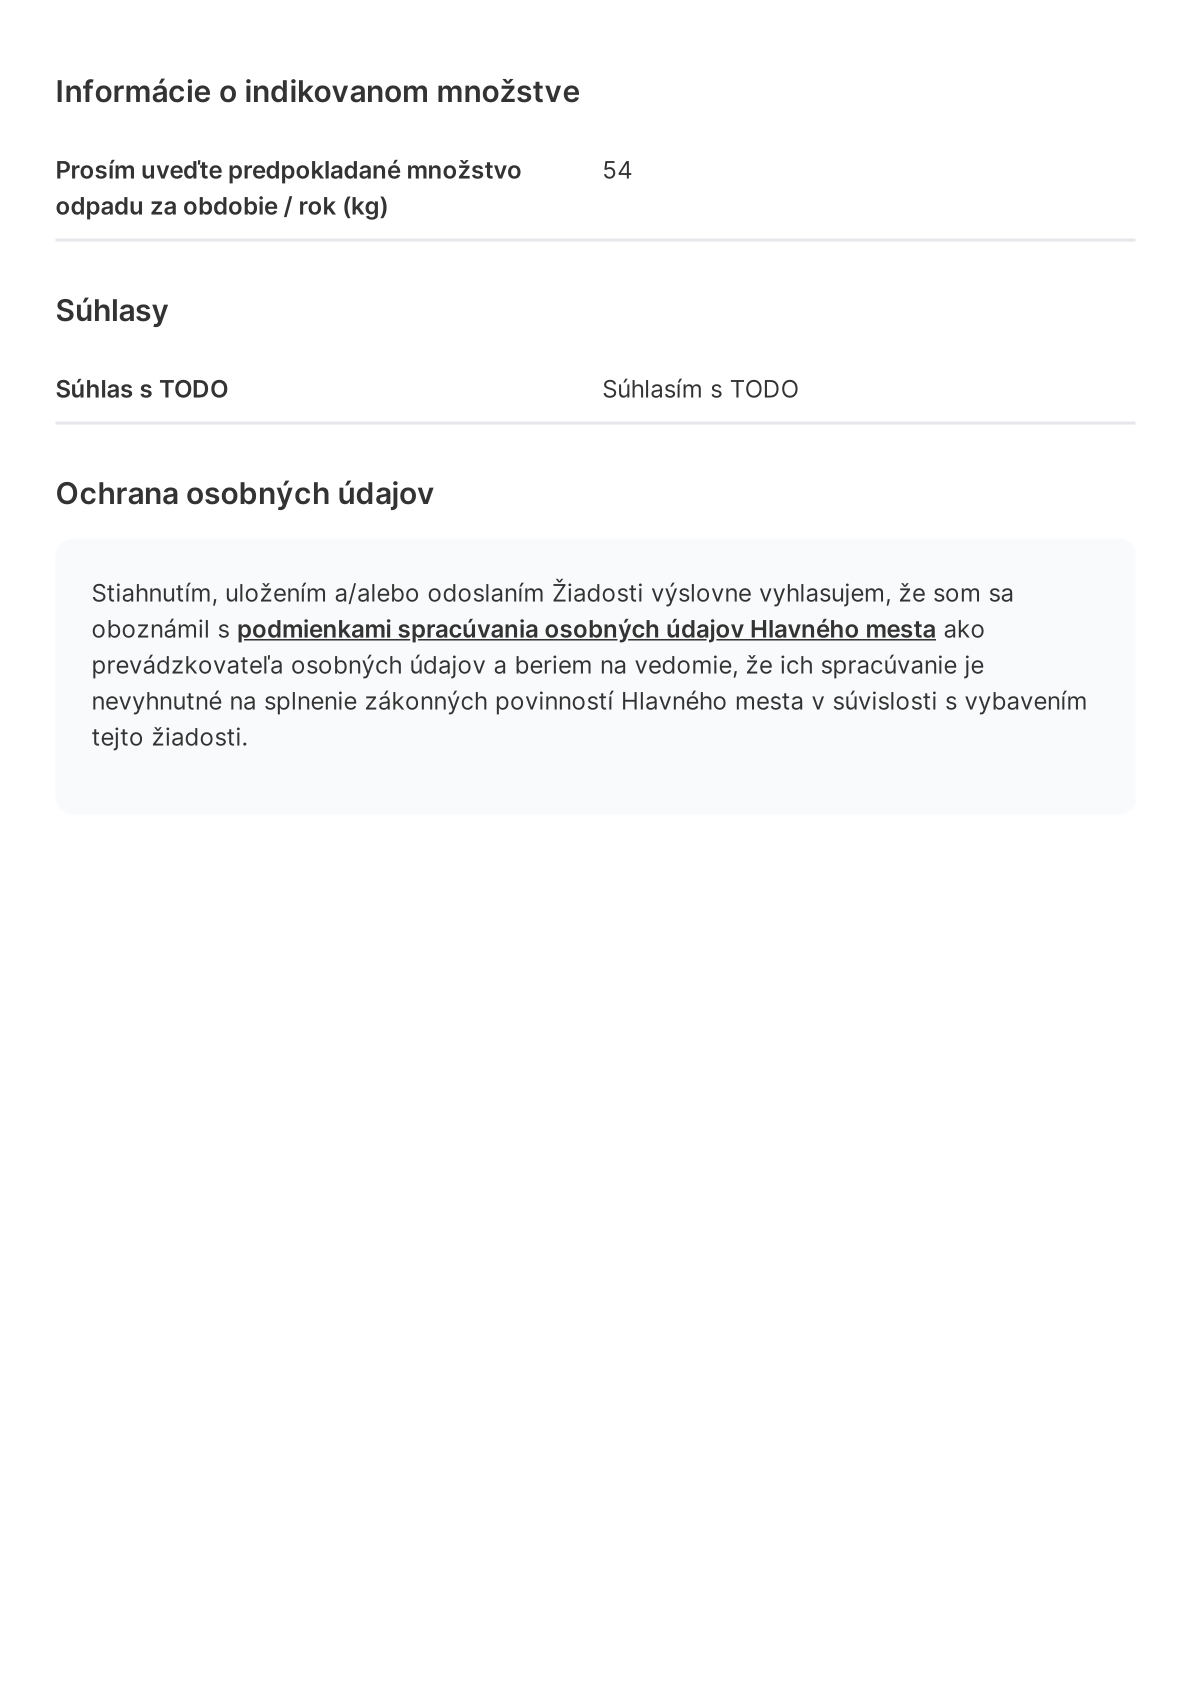 Informácie o indikovanom množstve
Prosím uveďte predpokladané množstvo
odpadu za obdobie / rok (kg)
54
Súhlasy
Súhlas s TODO
Súhlasím s TODO
Ochrana osobných údajov
Stiahnutím, uložením a/alebo odoslaním Žiadosti výslovne vyhlasujem, že som sa
oboznámil s podmienkami spracúvania osobných údajov Hlavného mesta ako
prevádzkovateľa osobných údajov a beriem na vedomie, že ich spracúvanie je
nevyhnutné na splnenie zákonných povinností Hlavného mesta v súvislosti s vybavením
tejto žiadosti.